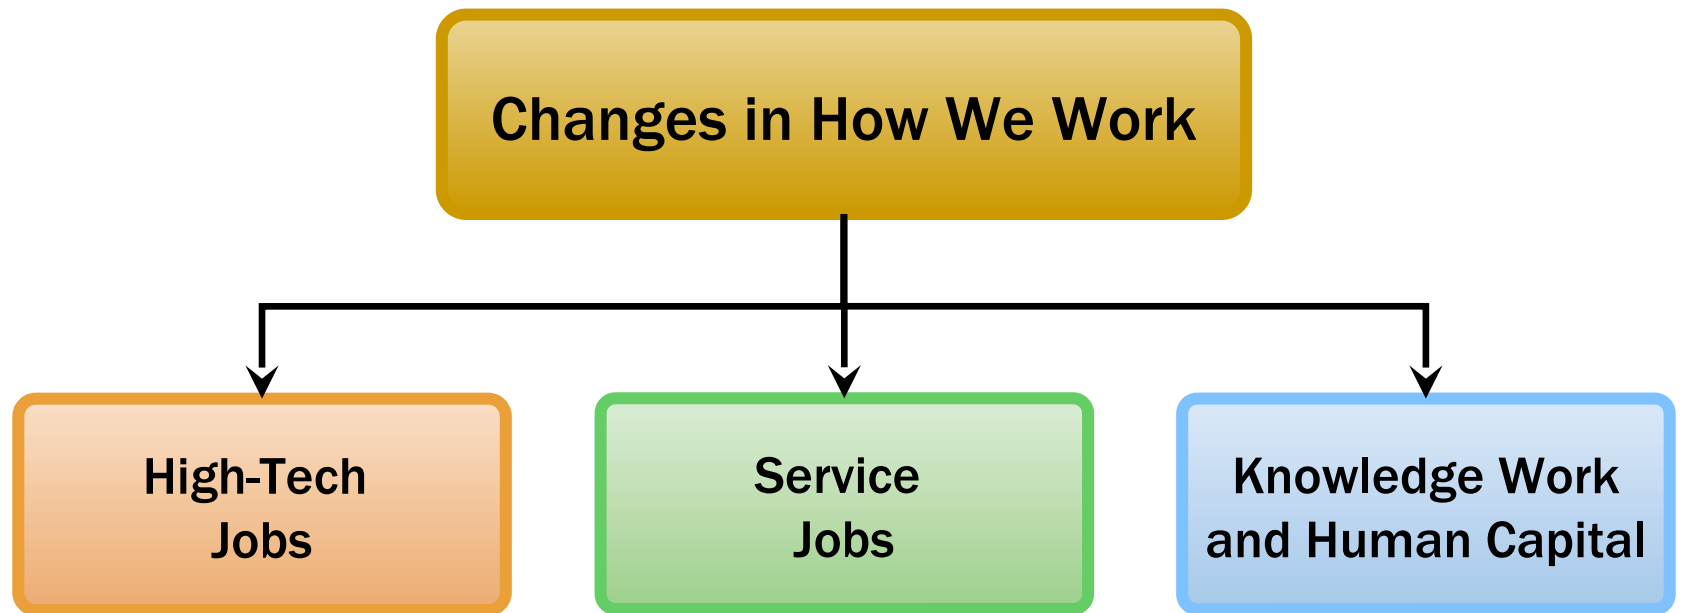 Changes in How We Work
High-Tech
Jobs
Service
Jobs
Knowledge Work
and Human Capital